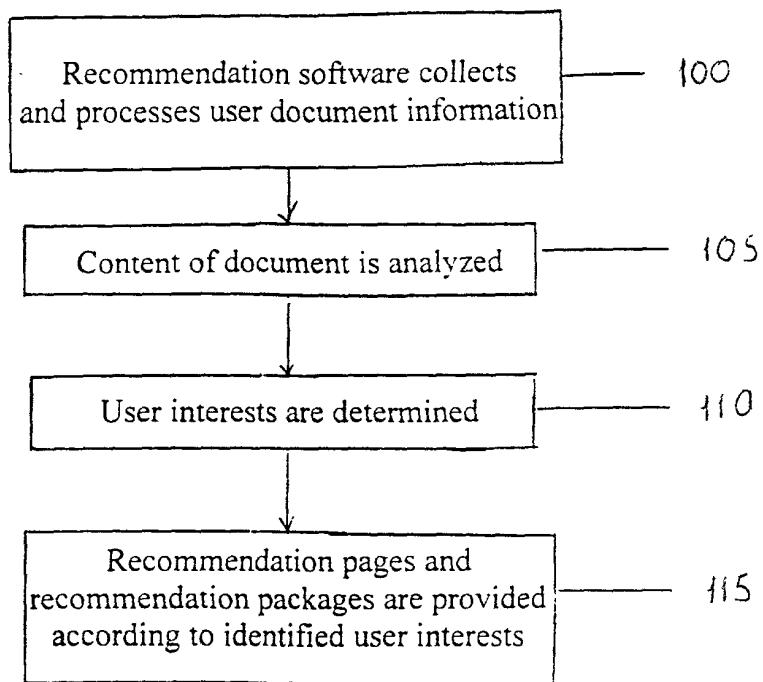 Recommendation software collects
and processes user document information
100
Content of document is analyzed
105
User interests are determined
110
Recommendation pages and
recommendation packages are provided
according to identified user interests
115